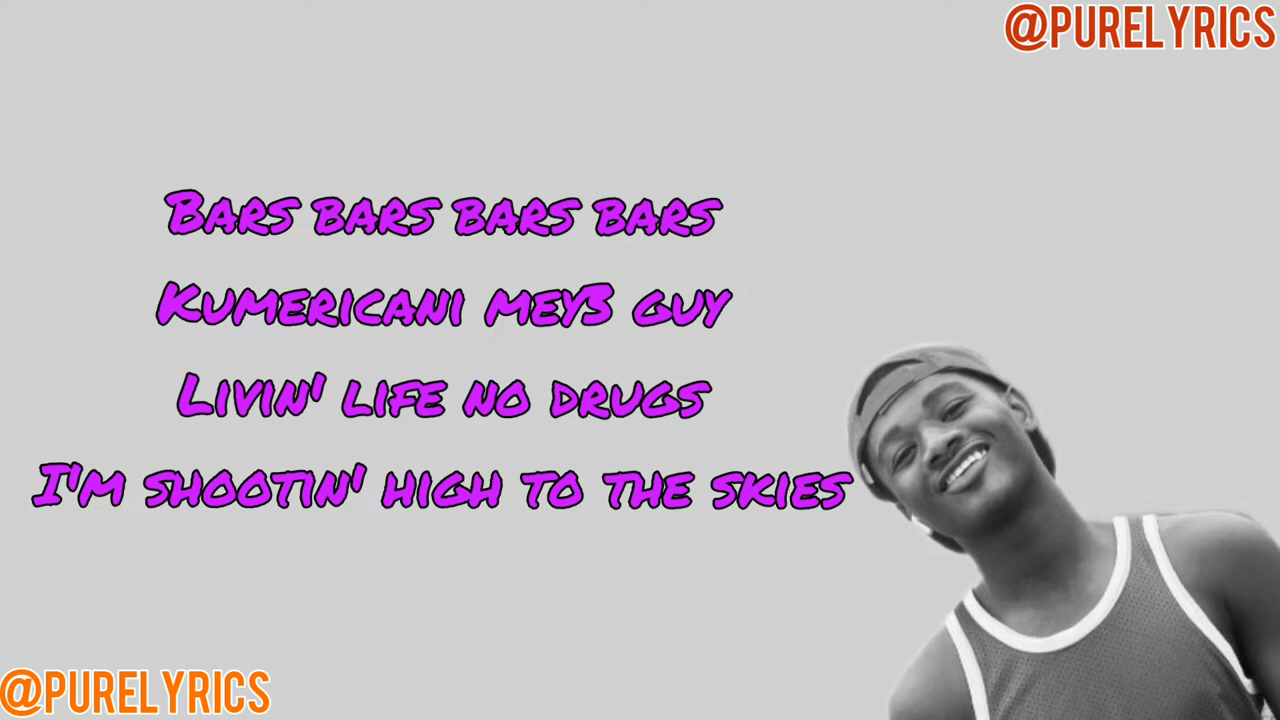 @PURELYRICS
Bars bars bars bars
Kumericani mey3 guy
Livin' life no drugs
I'm shootin' high to the skies
@PURELYRICS